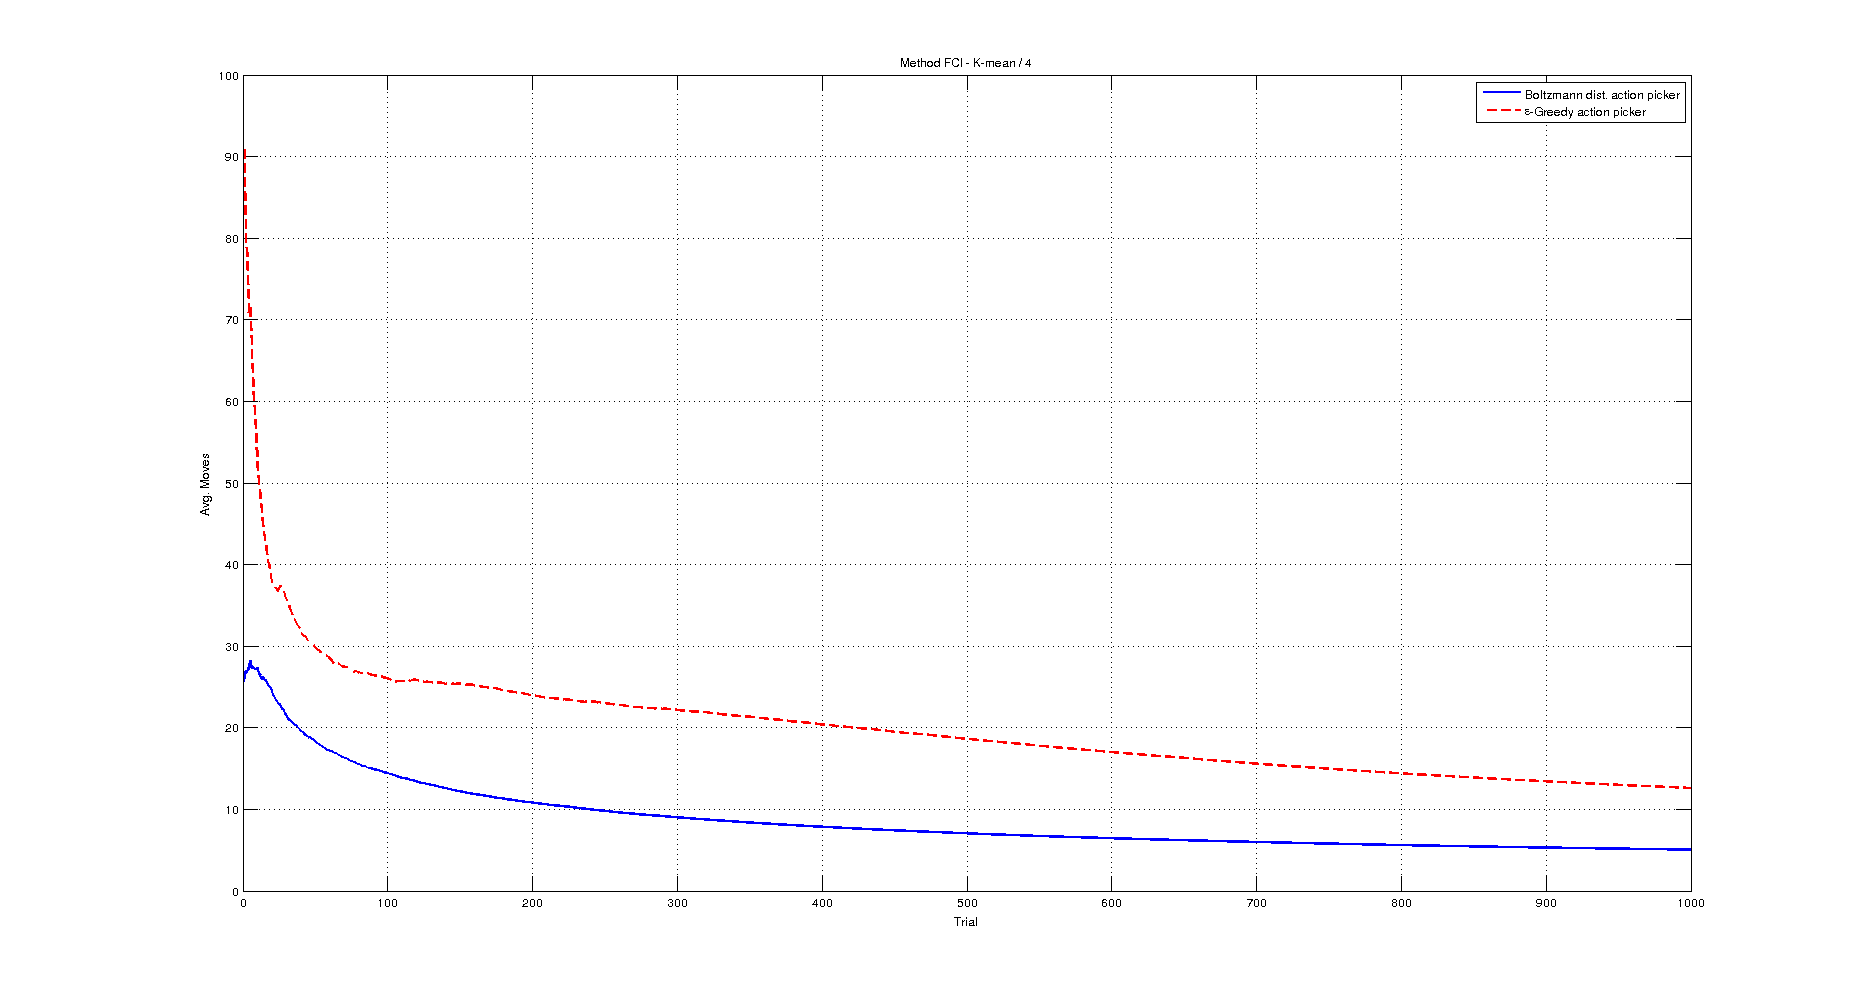 Method FCI - K-mean / 4
Boltzmann dist. action picker
ε-Greedy action picker
100
90
80
70
60
50
40
30
20
10
0
Avg. Moves
0 100 200 300 400 500 600 700 800 900 1000
Trial